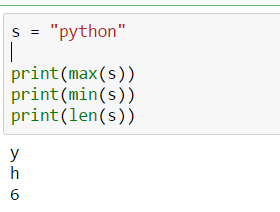 s = "python"
print(max(s))
print(min(s))
print(len(s))
y
h
6